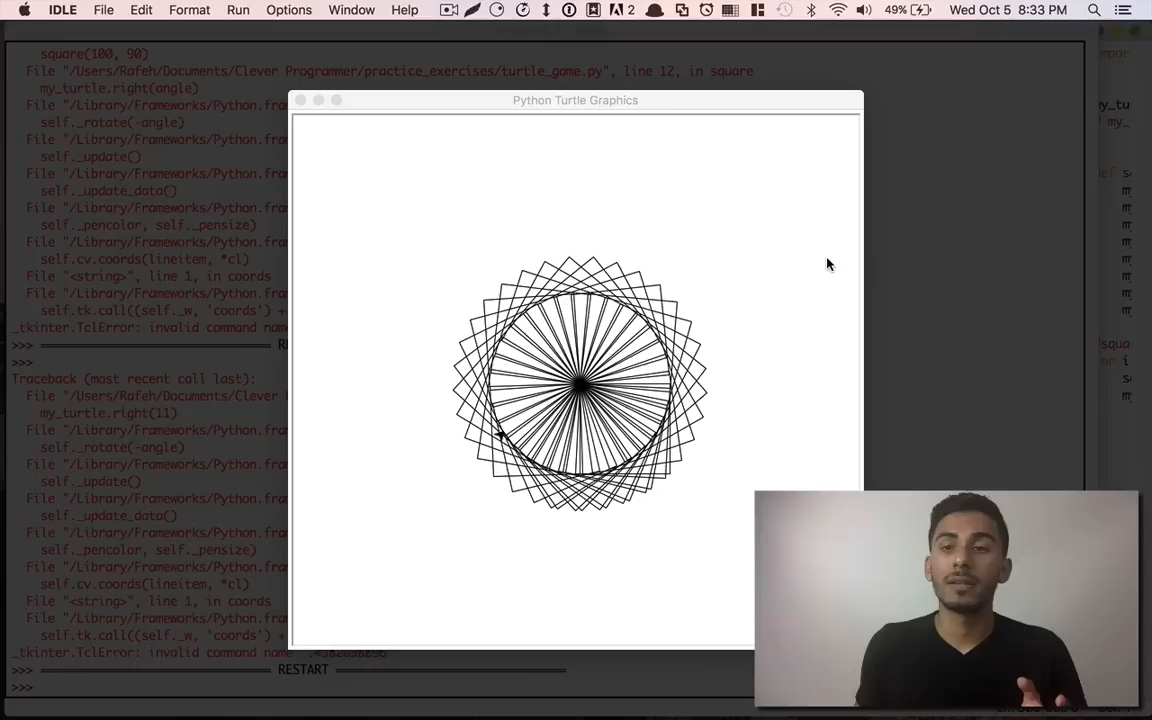 IDLE File Edit Format Run Options Window Help 2 49% Wed Oct 5 8:33 PM
square(100, 90)
File "/Users/Rafeh/Documents/Clever Programmer/practice_exercises/turtle_game.py", line 12, in square
my_turtle.right(angle)
File "/Library/Frameworks/Python.fra
self._rotate(-angle)
File "/Library/Frameworks/Python.fra
self._update()
File "/Library/Frameworks/Python.fra
self._update_data()
File "/Library/Frameworks/Python.fra
self._pencolor, self._pensize)
File "/Library/Frameworks/Python.fra
self.cv.coords(lineitem, *cl)
File "<string>", line 1, in coords
File "/Library/Frameworks/Python.fra
self.tk.call((self._w, 'coords') +
_tkinter.TclError: invalid command name
>>> RE
>>>
Traceback (most recent call last):
File "/Users/Rafeh/Documents/Clever
my_turtle.right(11)
File "/Library/Frameworks/Python.fra
self._rotate(-angle)
File "/Library/Frameworks/Python.fra
self._update()
File "/Library/Frameworks/Python.fra
self._update_data()
File "/Library/Frameworks/Python.fra
self._pencolor, self._pensize)
File "/Library/Frameworks/Python.fra
self.cv.coords(lineitem, *cl)
File "<string>", line 1, in coords
File "/Library/Frameworks/Python.fra
self.tk.call((self._w, 'coords') +
_tkinter.TclError: invalid command name
>>> RESTART
>>>
Python Turtle Graphics